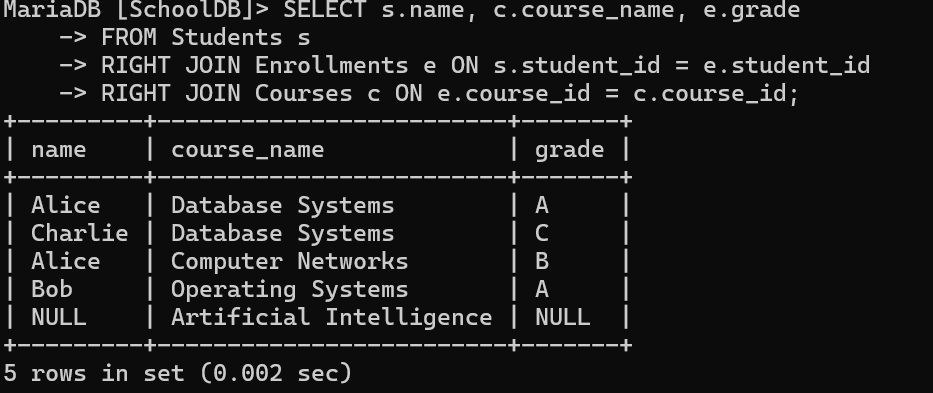 MariaDB [SchoolDB]> SELECT s.name, c.course_name, e.grade
    -> FROM Students s
    -> RIGHT JOIN Enrollments e ON s.student_id = e.student_id
    -> RIGHT JOIN Courses c ON e.course_id = c.course_id;
+---------+-------------------------+-------+
| name    | course_name             | grade |
+---------+-------------------------+-------+
| Alice   | Database Systems        | A     |
| Charlie | Database Systems        | C     |
| Alice   | Computer Networks       | B     |
| Bob     | Operating Systems       | A     |
| NULL    | Artificial Intelligence | NULL  |
+---------+-------------------------+-------+
5 rows in set (0.002 sec)